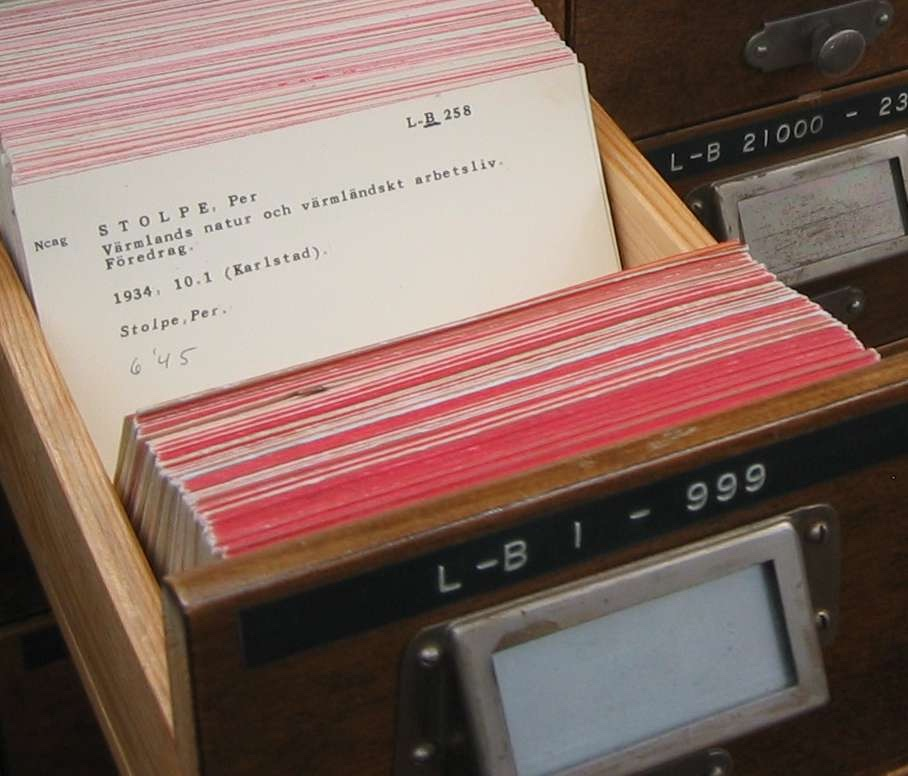 L-B 258
Ncag
S T O L P E, Per
Värmlands natur och värmländskt arbetsliv.
Föredrag.
1934, 10.1 (Karlstad).
Stolpe,Per.
6'45
L-B 21000 - 23
L-B 1 - 999